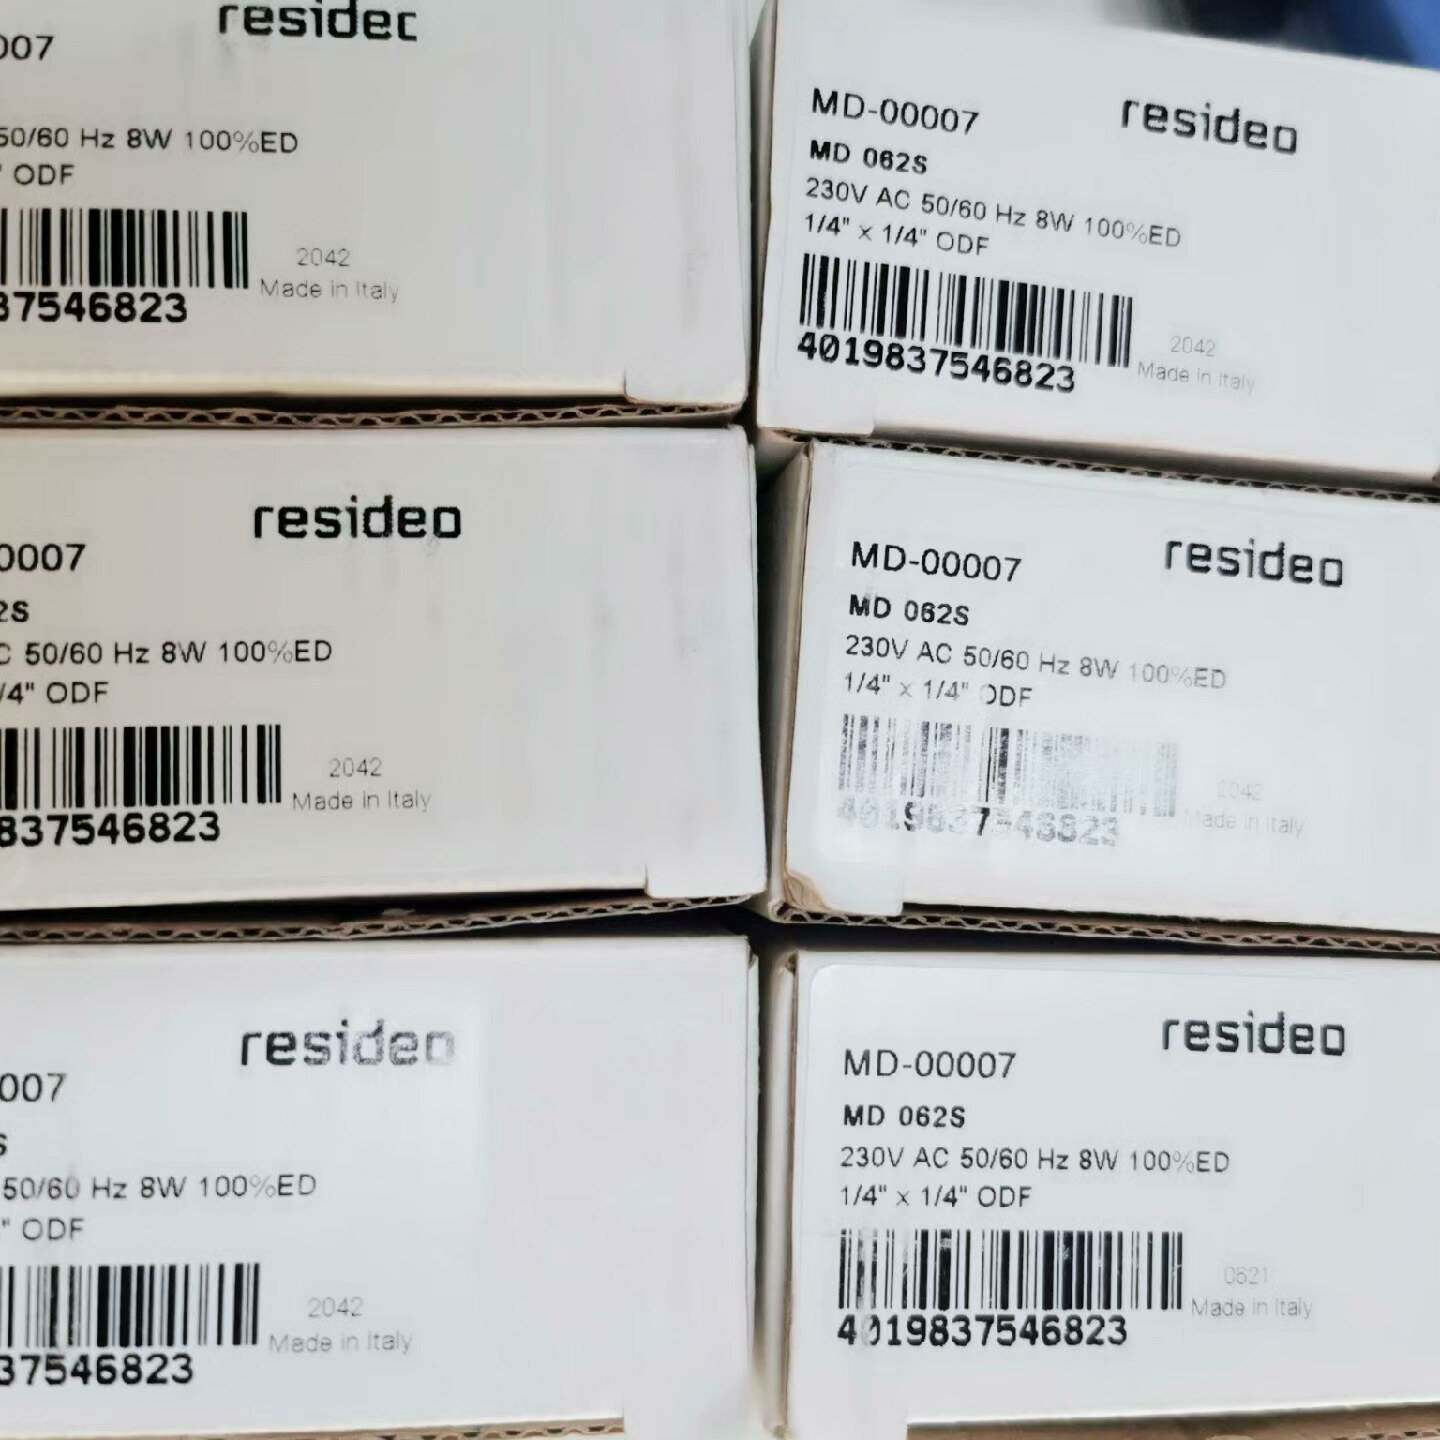 resideo
007
50/60 Hz 8W 100%ED
" ODF
2042
Made in Italy
37546823
resideo
MD-00007
MD 062S
230V AC 50/60 Hz 8W 100%ED
1/4" x 1/4" ODF
2042
Made in Italy
4019837546823
resideo
0007
2S
C 50/60 Hz 8W 100%ED
/4" ODF
2042
Made in Italy
837546823
resideo
MD-00007
MD 062S
230V AC 50/60 Hz 8W 100%ED
1/4" x 1/4" ODF
2042
Made in Italy
4019837546823
resideo
007
S
50/60 Hz 8W 100%ED
" ODF
2042
Made in Italy
37546823
resideo
MD-00007
MD 062S
230V AC 50/60 Hz 8W 100%ED
1/4" x 1/4" ODF
0621
Made in Italy
4019837546823